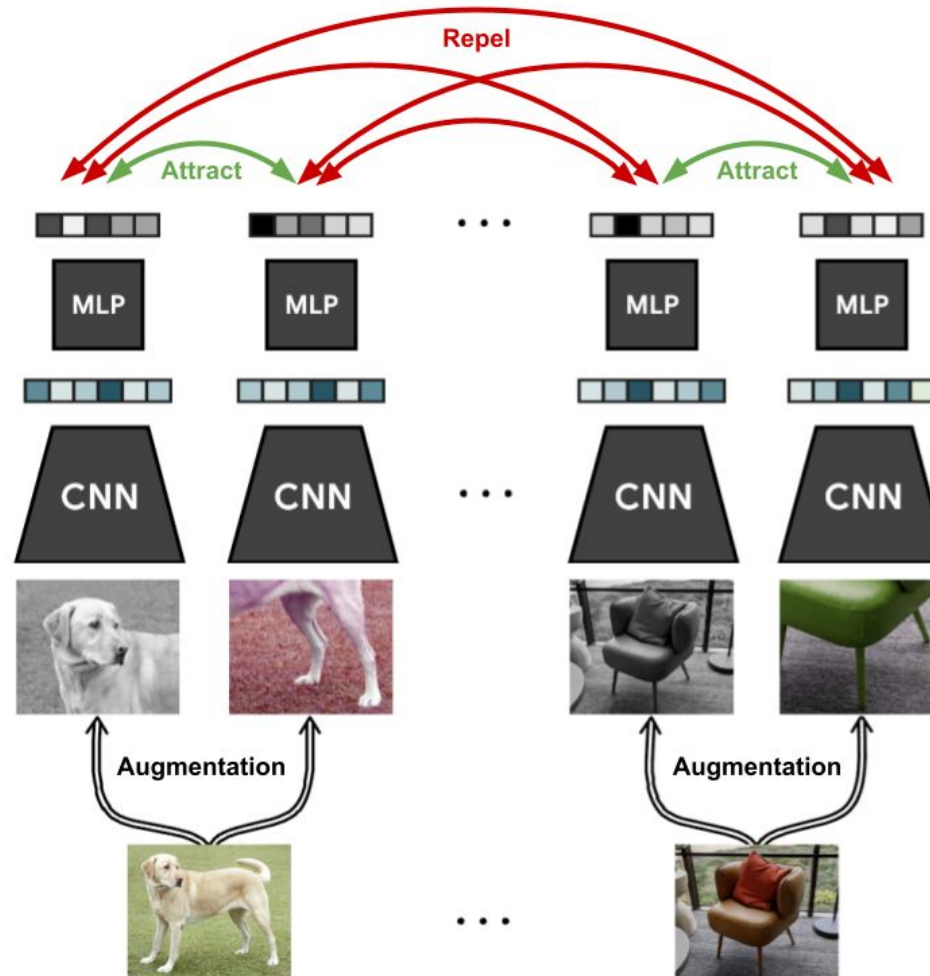 Repel
Attract Attract
. . . 
MLP MLP MLP MLP
CNN CNN . . . CNN CNN
Augmentation Augmentation
. . .